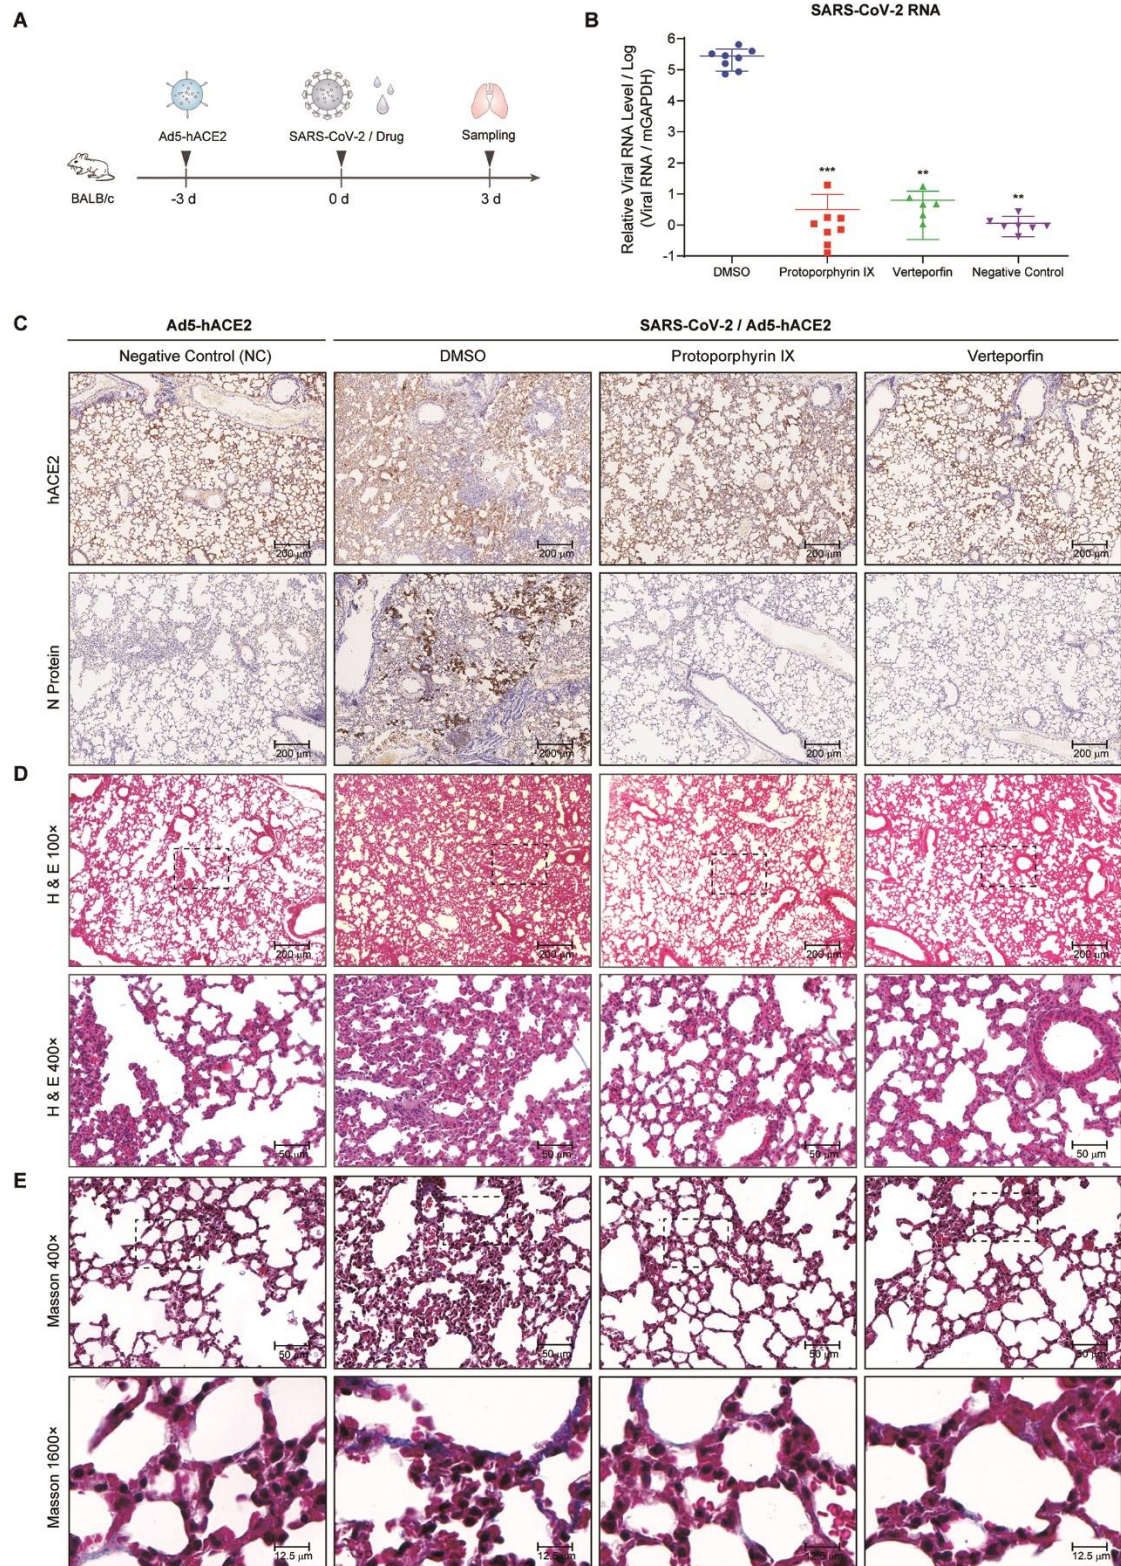 A
Ad5-hACE2
SARS-CoV-2 / Drug
Sampling
BALB/c
-3 d
0 d
3 d
B
SARS-CoV-2 RNA
Relative Viral RNA Level / Log
(Viral RNA / mGAPDH)
6
5
4
3
2
1
0
-1
***
**
**
DMSO
Protoporphyrin IX
Verteporfin
Negative Control
C
Ad5-hACE2
SARS-CoV-2 / Ad5-hACE2
Negative Control (NC)
DMSO
Protoporphyrin IX
Verteporfin
hACE2
200 μm
200 μm
200 μm
200 μm
N Protein
200 μm
200 μm
200 μm
200 μm
D
H & E 100×
200 μm
200 μm
200 μm
200 μm
H & E 400×
50 μm
50 μm
50 μm
50 μm
E
Masson 400×
50 μm
50 μm
50 μm
50 μm
Masson 1600×
12.5 μm
12.5 μm
12.5 μm
12.5 μm